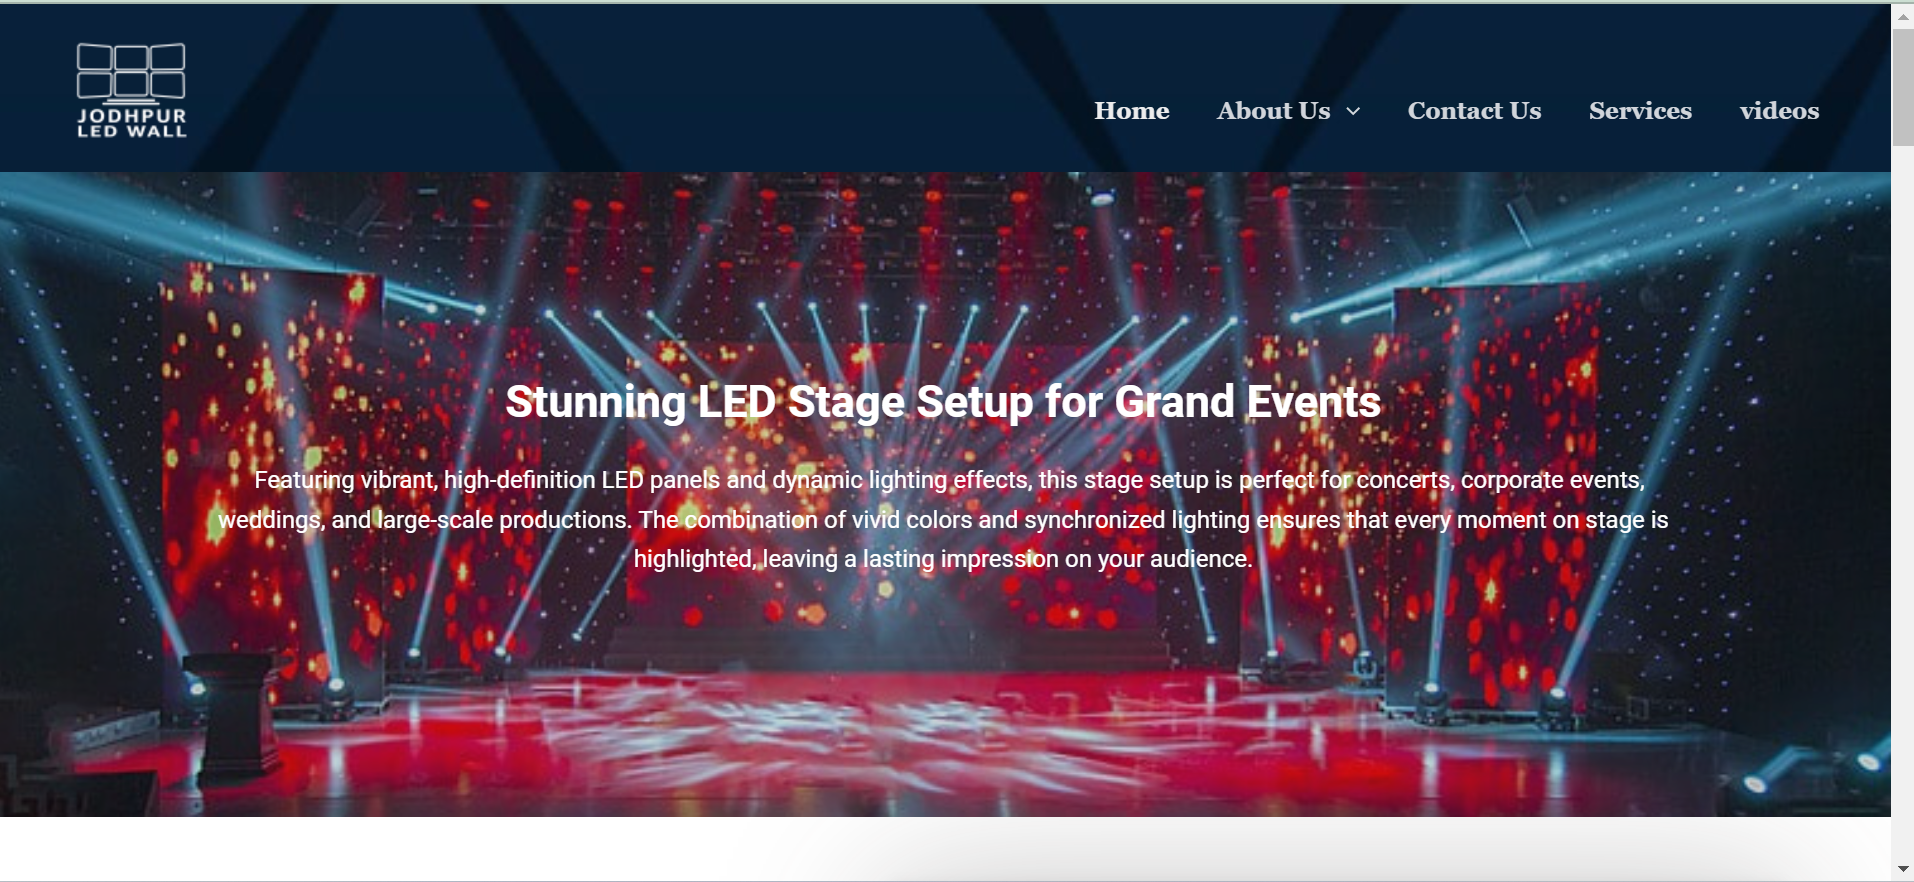 JODHPUR
LED WALL
Home About Us Contact Us Services videos
Stunning LED Stage Setup for Grand Events
Featuring vibrant, high-definition LED panels and dynamic lighting effects, this stage setup is perfect for concerts, corporate events,
weddings, and large-scale productions. The combination of vivid colors and synchronized lighting ensures that every moment on stage is
highlighted, leaving a lasting impression on your audience.